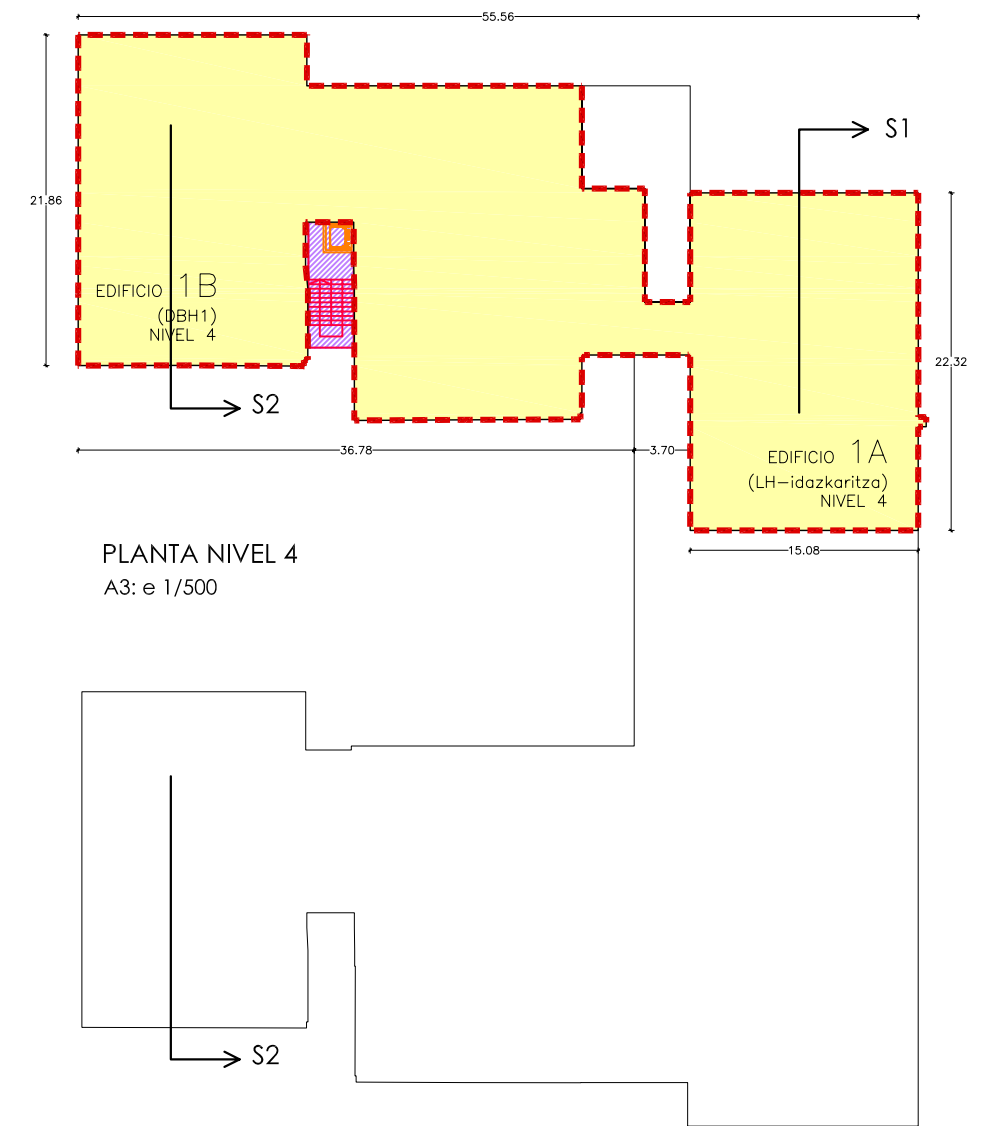 55.56
S1
21.86
EDIFICIO 1B
(DBH1)
NIVEL 4
22.32
S2
36.78
3.70
EDIFICIO 1A
(LH-idazkaritza)
NIVEL 4
15.08
PLANTA NIVEL 4
A3: e 1/500
S2